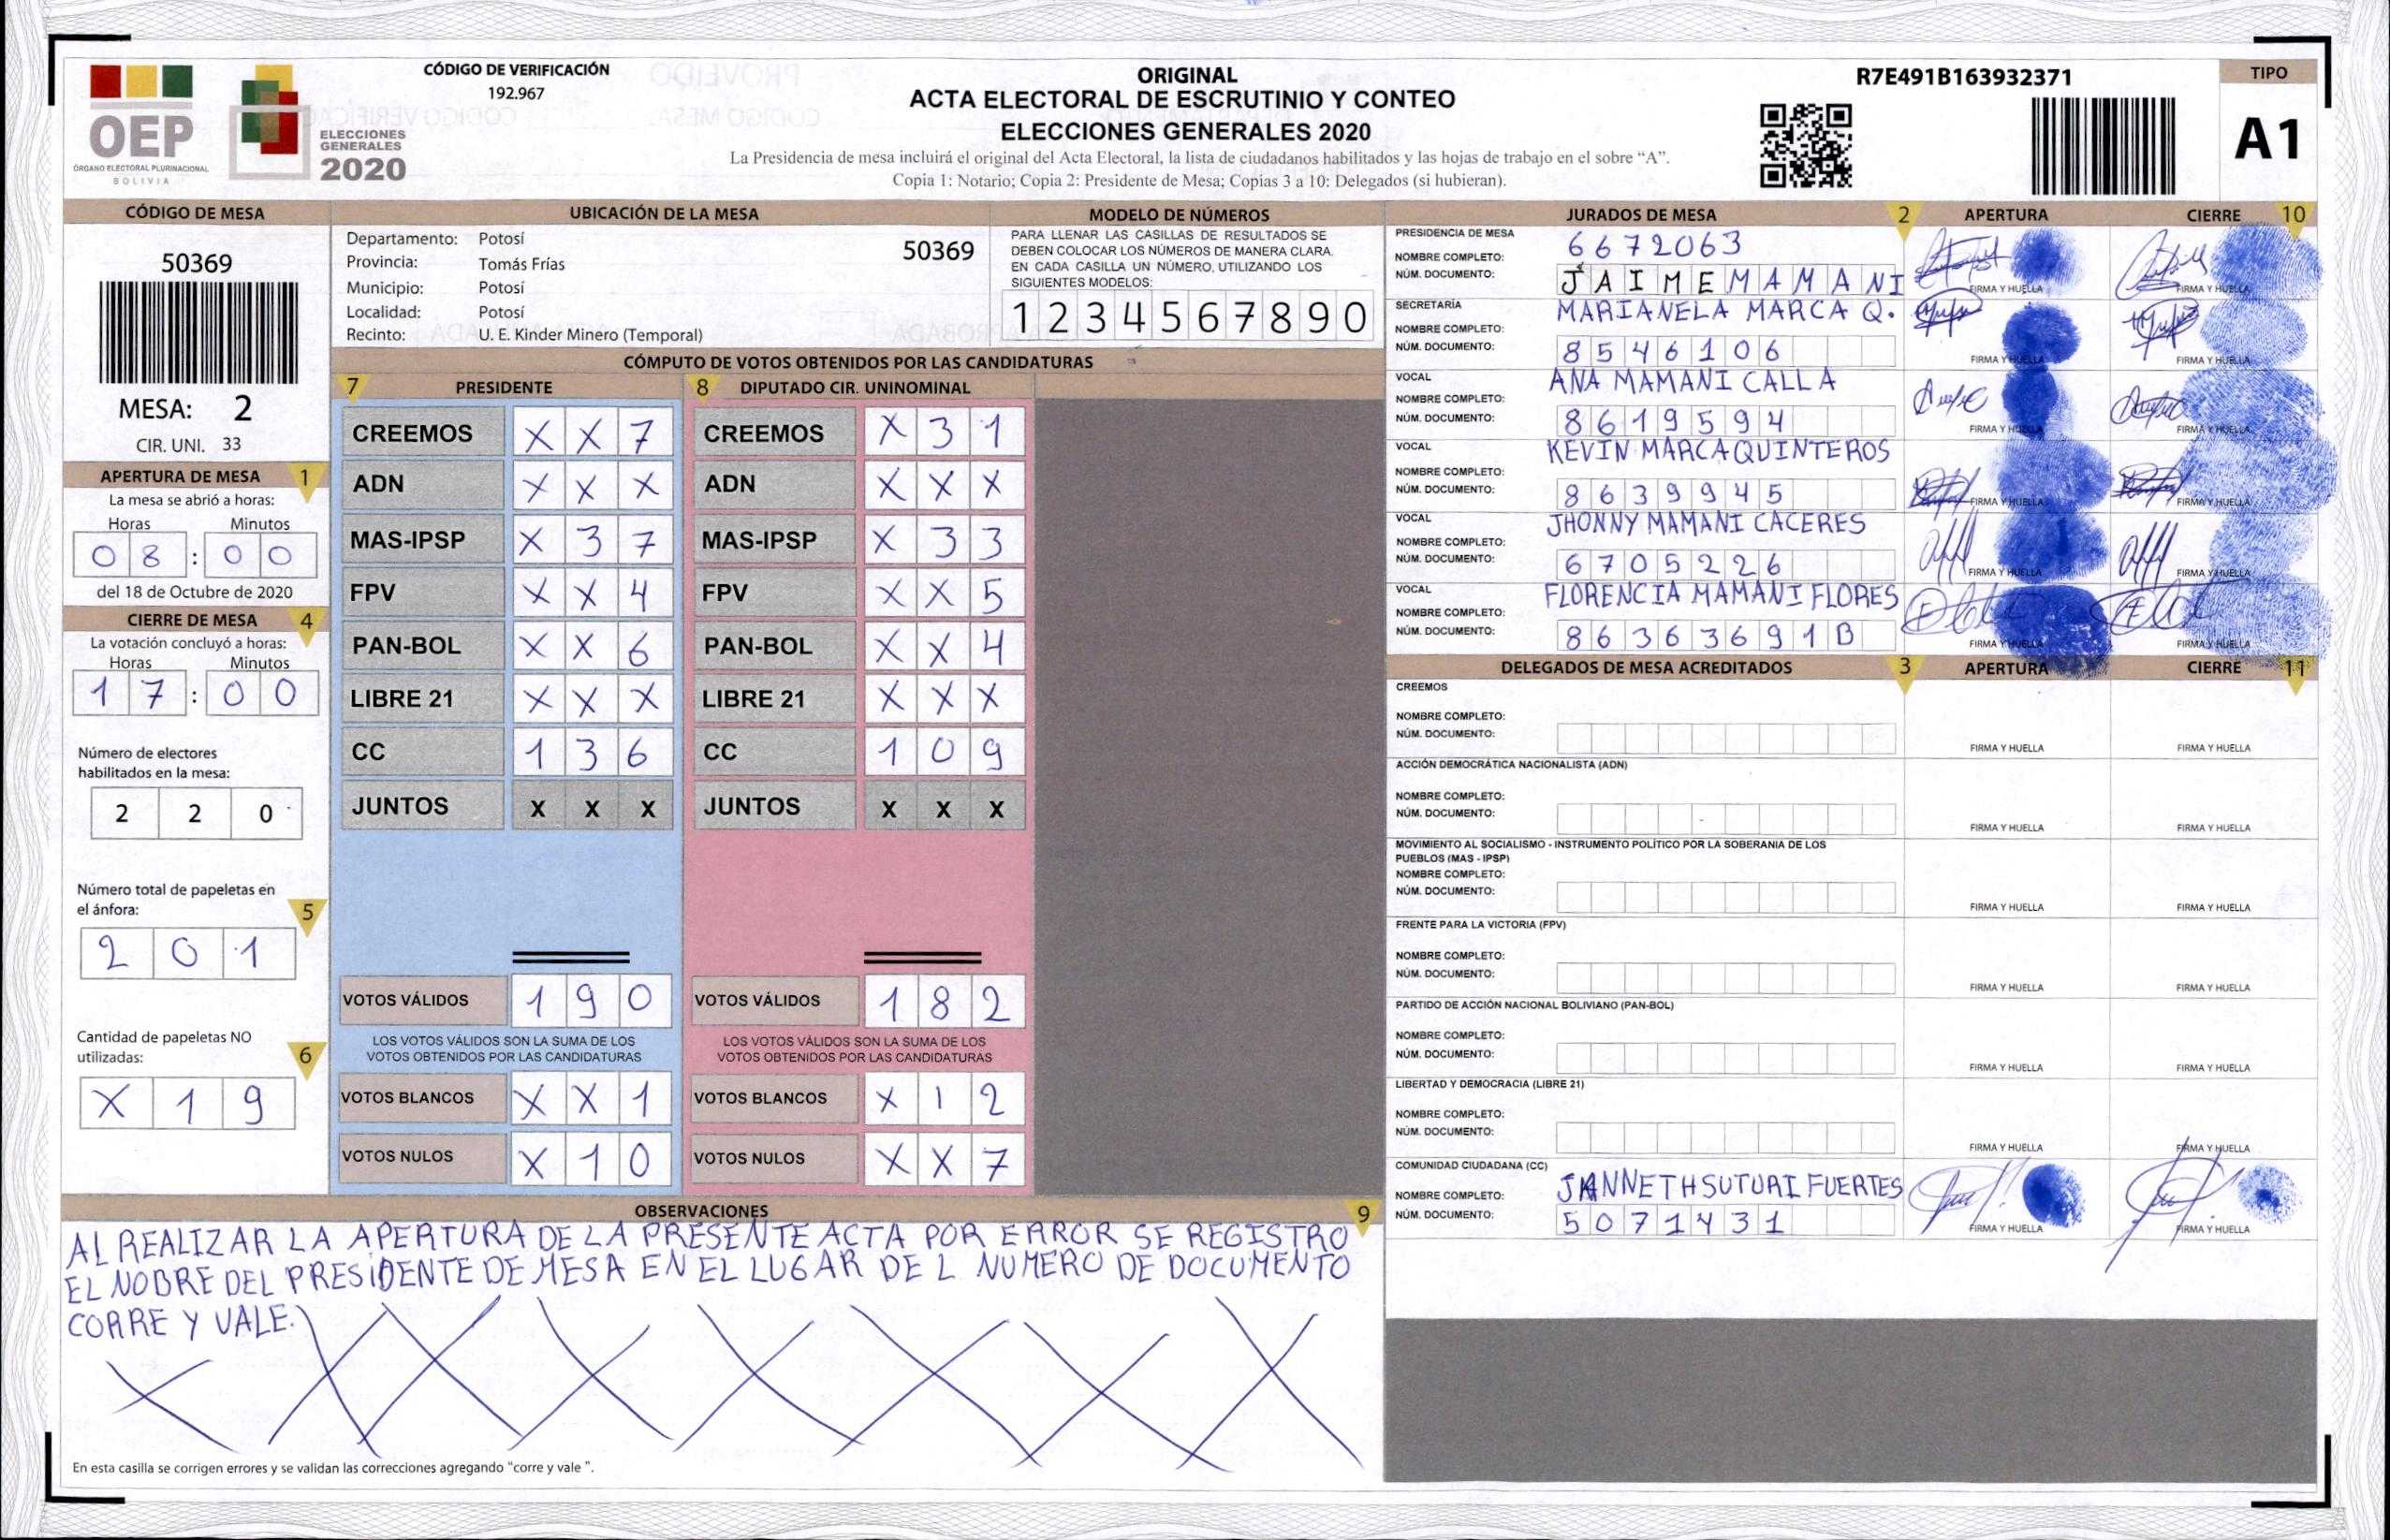 OEP
ÓRGANO ELECTORAL PLURINACIONAL
BOLIVIA
ELECCIONES
GENERALES
2020
CÓDIGO DE VERIFICACIÓN
192.967
ORIGINAL
ACTA ELECTORAL DE ESCRUTINIO Y CONTEO
ELECCIONES GENERALES 2020
La Presidencia de mesa incluirá el original del Acta Electoral, la lista de ciudadanos habilitados y las hojas de trabajo en el sobre “A”.
Copia 1: Notario; Copia 2: Presidente de Mesa; Copias 3 a 10: Delegados (si hubieran).
R7E491B163932371
TIPO
A1
CÓDIGO DE MESA
50369
MESA: 2
CIR. UNI. 33
APERTURA DE MESA 1
La mesa se abrió a horas:
Horas Minutos
08:00
del 18 de Octubre de 2020
CIERRE DE MESA 4
La votación concluyó a horas:
Horas Minutos
17:00
Número de electores
habilitados en la mesa:
2 2 0
Número total de papeletas en
el ánfora: 5
2 0 1
Cantidad de papeletas NO
utilizadas: 6
X 1 9
UBICACIÓN DE LA MESA
Departamento: Potosí 50369
Provincia: Tomás Frías
Municipio: Potosí
Localidad: Potosí
Recinto: U. E. Kinder Minero (Temporal)
MODELO DE NÚMEROS
PARA LLENAR LAS CASILLAS DE RESULTADOS SE
DEBEN COLOCAR LOS NÚMEROS DE MANERA CLARA.
EN CADA CASILLA UN NÚMERO, UTILIZANDO LOS
SIGUIENTES MODELOS:
1 2 3 4 5 6 7 8 9 0
CÓMPUTO DE VOTOS OBTENIDOS POR LAS CANDIDATURAS
7 PRESIDENTE
CREEMOS X X 7
ADN X X X
MAS-IPSP X 3 7
FPV X X 4
PAN-BOL X X 6
LIBRE 21 X X X
CC 1 3 6
JUNTOS X X X
VOTOS VÁLIDOS 1 9 0
LOS VOTOS VÁLIDOS SON LA SUMA DE LOS
VOTOS OBTENIDOS POR LAS CANDIDATURAS
VOTOS BLANCOS X X 1
VOTOS NULOS X 1 0
8 DIPUTADO CIR. UNINOMINAL
CREEMOS X 3 1
ADN X X X
MAS-IPSP X 3 3
FPV X X 5
PAN-BOL X X 4
LIBRE 21 X X X
CC 1 0 9
JUNTOS X X X
VOTOS VÁLIDOS 1 8 2
LOS VOTOS VÁLIDOS SON LA SUMA DE LOS
VOTOS OBTENIDOS POR LAS CANDIDATURAS
VOTOS BLANCOS X 1 2
VOTOS NULOS X X 7
OBSERVACIONES 9
AL REALIZAR LA APERTURA DE LA PRESENTE ACTA POR ERROR SE REGISTRO
EL NOBRE DEL PRESIDENTE DE MESA EN EL LUGAR DE L NUMERO DE DOCUMENTO
CORRE Y VALE.
En esta casilla se corrigen errores y se validan las correcciones agregando “corre y vale ”.
JURADOS DE MESA 2 APERTURA CIERRE 10
PRESIDENCIA DE MESA
6672063
NOMBRE COMPLETO:
NÚM. DOCUMENTO: JAIME MAMANI
FIRMA Y HUELLA FIRMA Y HUELLA
SECRETARÍA
MARIANELA MARCA Q.
NOMBRE COMPLETO:
NÚM. DOCUMENTO: 8546106
FIRMA Y HUELLA FIRMA Y HUELLA
VOCAL
ANA MAMANI CALLA
NOMBRE COMPLETO:
NÚM. DOCUMENTO: 8619594
FIRMA Y HUELLA FIRMA Y HUELLA
VOCAL
KEVIN MARCA QUINTEROS
NOMBRE COMPLETO:
NÚM. DOCUMENTO: 8639945
FIRMA Y HUELLA FIRMA Y HUELLA
VOCAL
JHONNY MAMANI CACERES
NOMBRE COMPLETO:
NÚM. DOCUMENTO: 6705226
FIRMA Y HUELLA FIRMA Y HUELLA
VOCAL
FLORENCIA MAMANI FLORES
NOMBRE COMPLETO:
NÚM. DOCUMENTO: 86363691B
FIRMA Y HUELLA FIRMA Y HUELLA
DELEGADOS DE MESA ACREDITADOS 3 APERTURA CIERRE 11
CREEMOS
NOMBRE COMPLETO:
NÚM. DOCUMENTO:
FIRMA Y HUELLA FIRMA Y HUELLA
ACCIÓN DEMOCRÁTICA NACIONALISTA (ADN)
NOMBRE COMPLETO:
NÚM. DOCUMENTO:
FIRMA Y HUELLA FIRMA Y HUELLA
MOVIMIENTO AL SOCIALISMO - INSTRUMENTO POLÍTICO POR LA SOBERANIA DE LOS
PUEBLOS (MAS - IPSP)
NOMBRE COMPLETO:
NÚM. DOCUMENTO:
FIRMA Y HUELLA FIRMA Y HUELLA
FRENTE PARA LA VICTORIA (FPV)
NOMBRE COMPLETO:
NÚM. DOCUMENTO:
FIRMA Y HUELLA FIRMA Y HUELLA
PARTIDO DE ACCIÓN NACIONAL BOLIVIANO (PAN-BOL)
NOMBRE COMPLETO:
NÚM. DOCUMENTO:
FIRMA Y HUELLA FIRMA Y HUELLA
LIBERTAD Y DEMOCRACIA (LIBRE 21)
NOMBRE COMPLETO:
NÚM. DOCUMENTO:
FIRMA Y HUELLA FIRMA Y HUELLA
COMUNIDAD CIUDADANA (CC)
NOMBRE COMPLETO: JANNETH SUTURI FUERTES
NÚM. DOCUMENTO: 5071431
FIRMA Y HUELLA FIRMA Y HUELLA